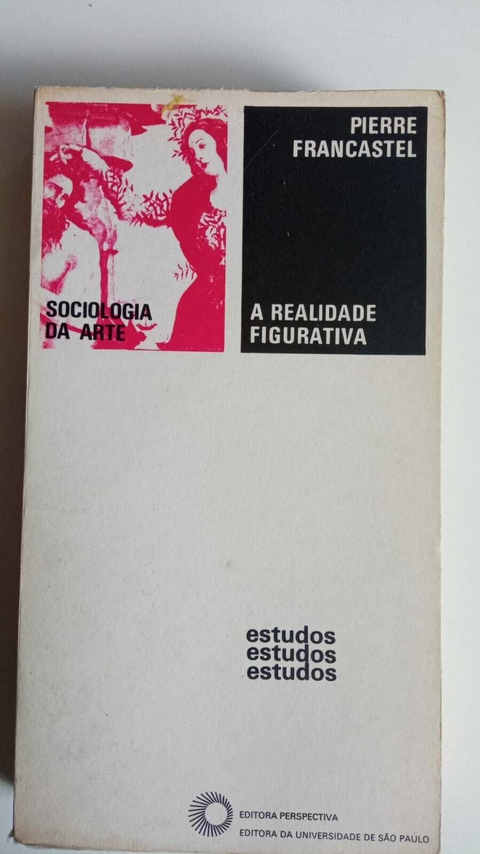 PIERRE
FRANCASTEL
SOCIOLOGIA
DA ARTE
A REALIDADE
FIGURATIVA
estudos
estudos
estudos
EDITORA PERSPECTIVA
EDITORA DA UNIVERSIDADE DE SÃO PAULO